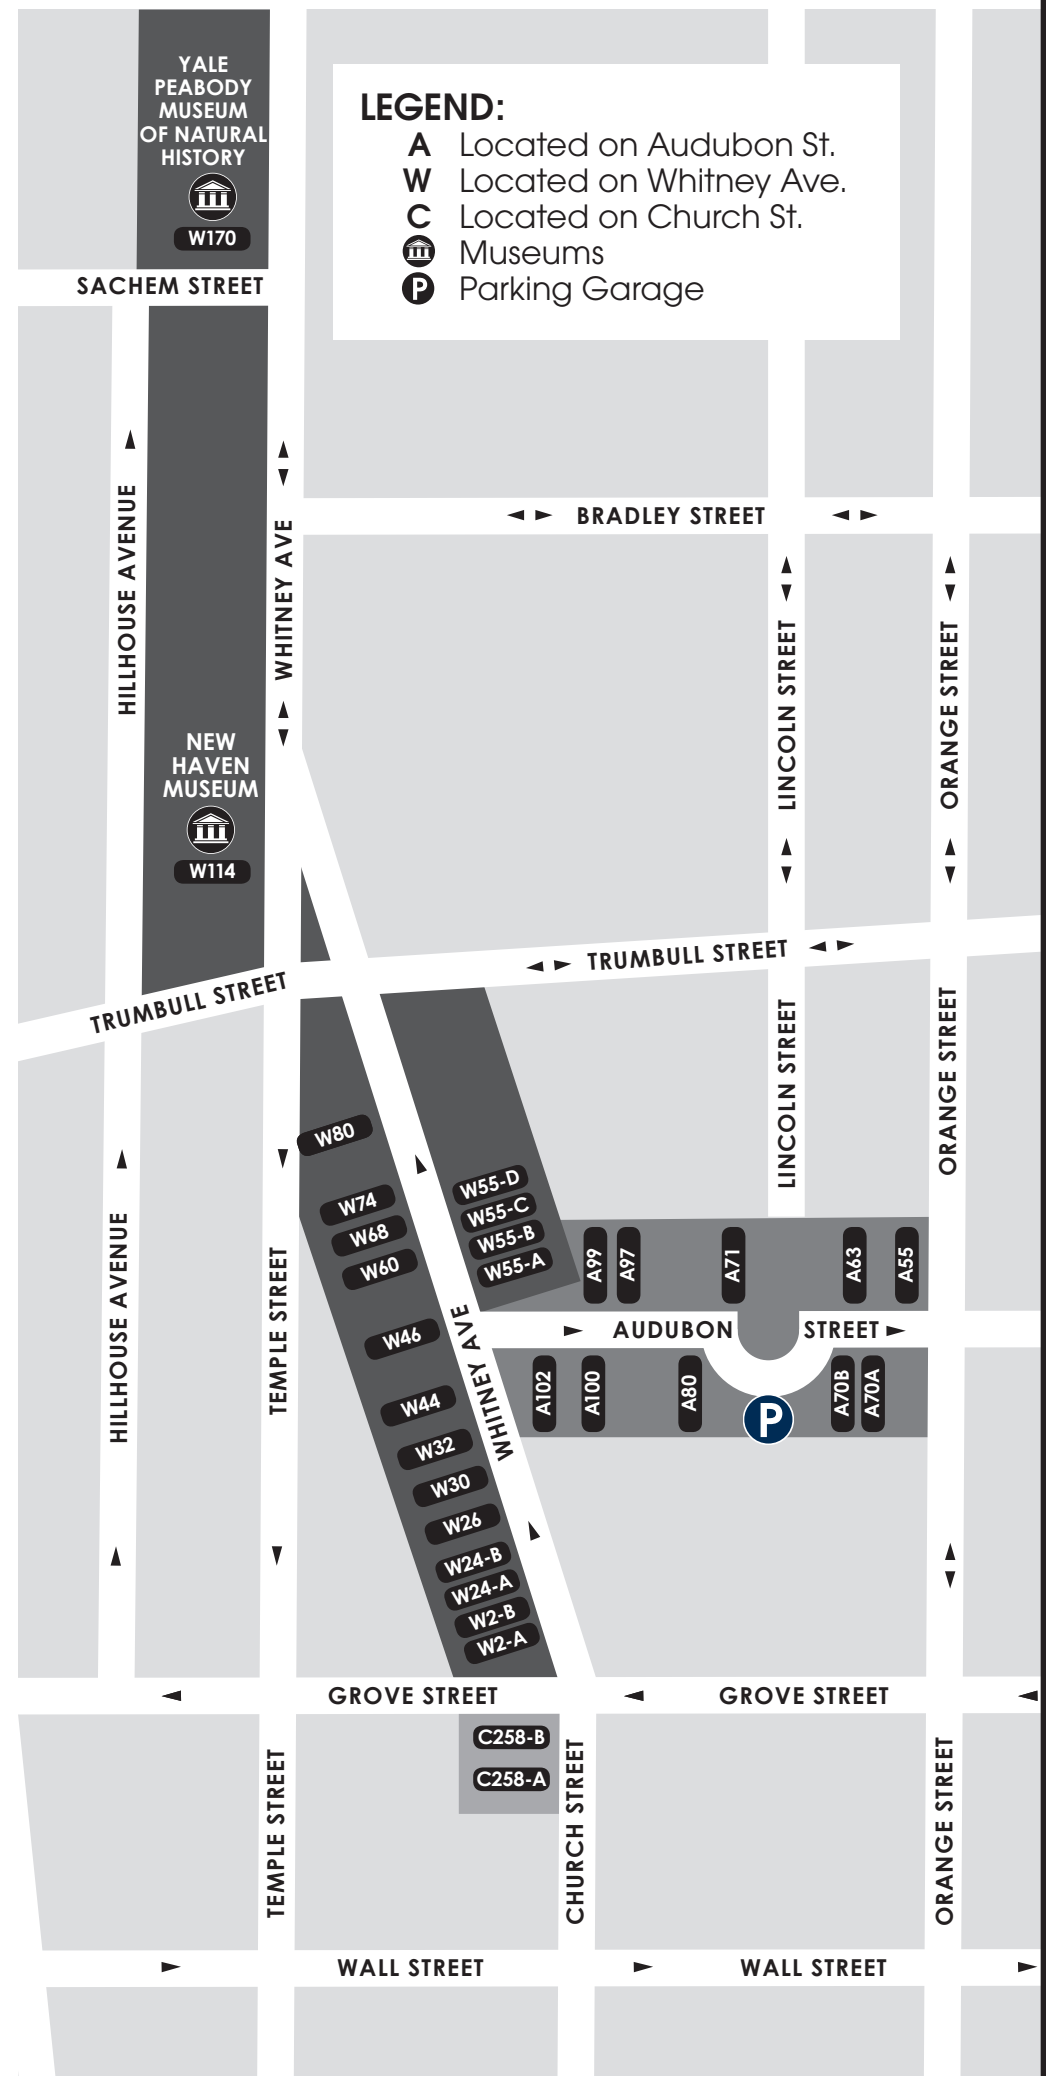 YALE
PEABODY
MUSEUM
OF NATURAL
HISTORY
W170
LEGEND:
A Located on Audubon St.
W Located on Whitney Ave.
C Located on Church St.
Museums
P Parking Garage
SACHEM STREET
HILLHOUSE AVENUE
WHITNEY AVE
BRADLEY STREET
LINCOLN STREET
ORANGE STREET
NEW
HAVEN
MUSEUM
W114
TRUMBULL STREET
TRUMBULL STREET
LINCOLN STREET
ORANGE STREET
W80
W74
W68
W60
W46
W44
W32
W30
W26
W24-B
W24-A
W2-B
W2-A
W55-D
W55-C
W55-B
W55-A
A99
A97
A71
A63
A55
AUDUBON STREET
A102
A100
A80
P
A70B
A70A
HILLHOUSE AVENUE
TEMPLE STREET
WHITNEY AVE
GROVE STREET
GROVE STREET
C258-B
C258-A
TEMPLE STREET
CHURCH STREET
ORANGE STREET
WALL STREET
WALL STREET